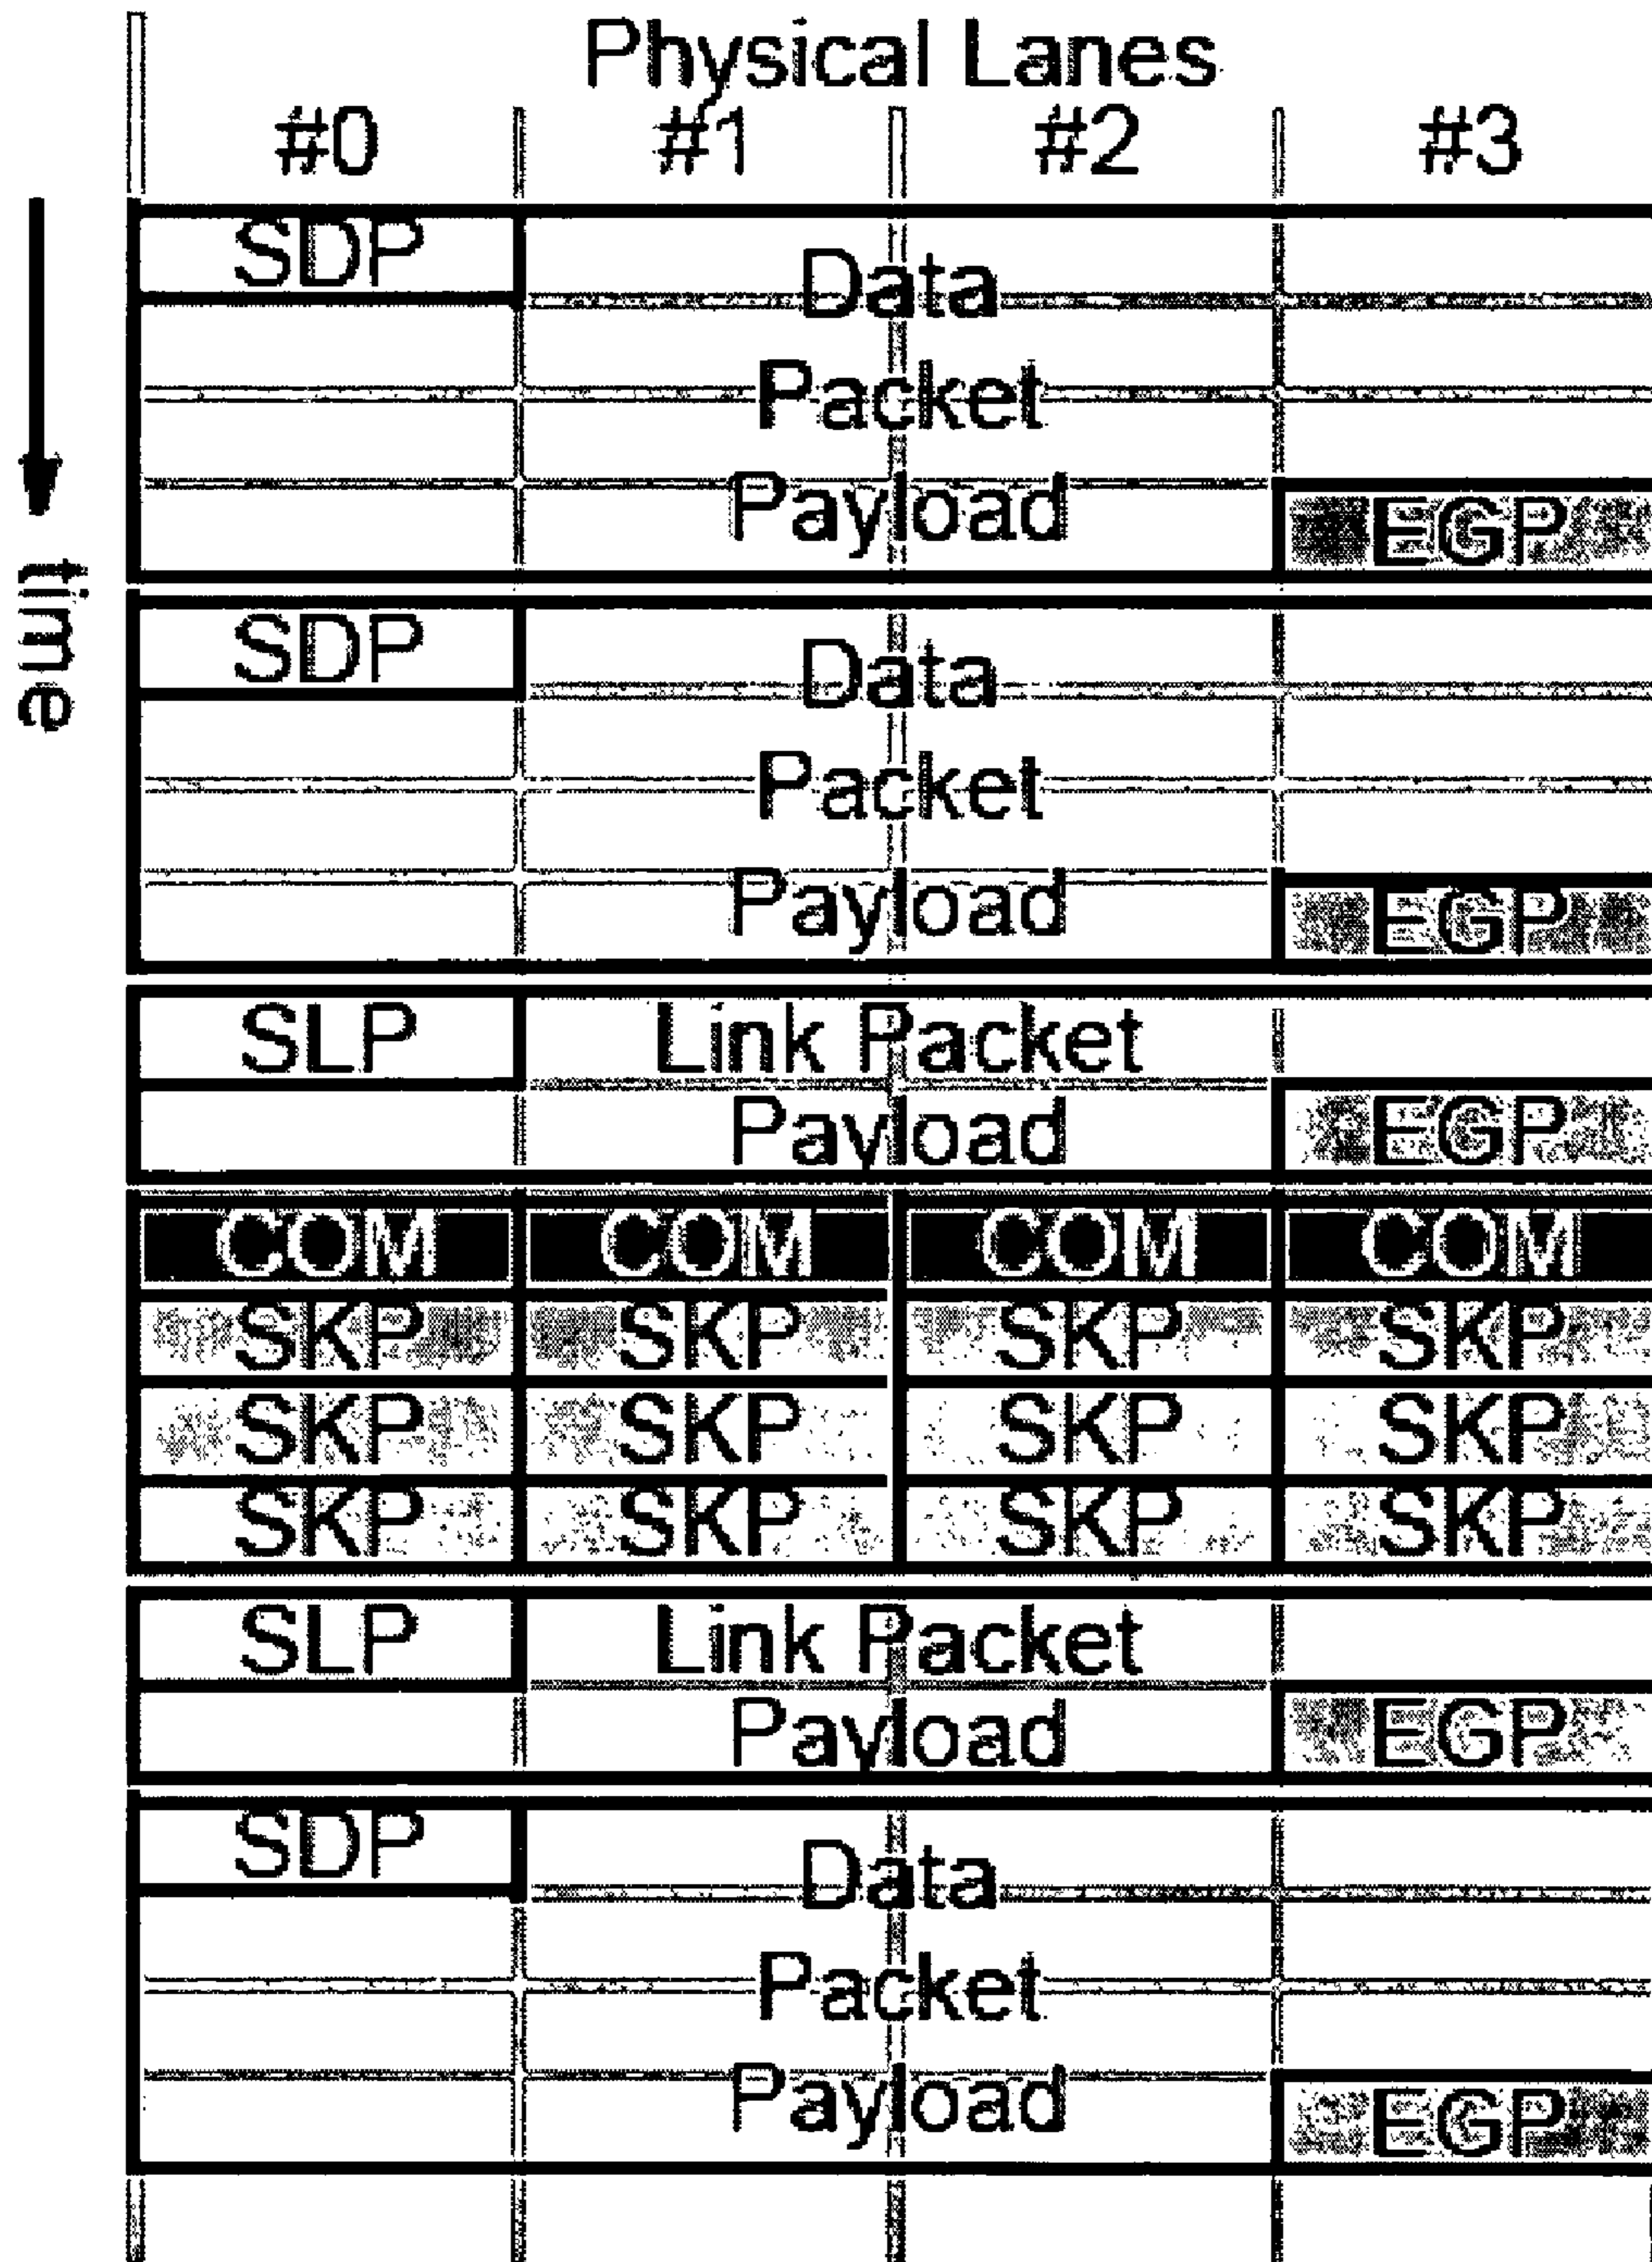 Physical Lanes
#0 #1 #2 #3
time
SDP Data
Packet
Payload EGP
SDP Data
Packet
Payload EGP
SLP Link Packet
Payload EGP
COM COM COM COM
SKP SKP SKP SKP
SKP SKP SKP SKP
SKP SKP SKP SKP
SLP Link Packet
Payload EGP
SDP Data
Packet
Payload EGP